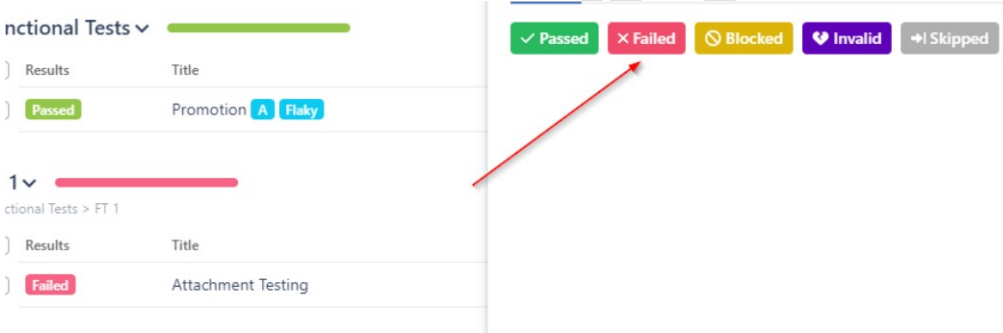 nctional Tests
Results Title
Passed Promotion A Flaky
1
ctional Tests > FT 1
Results Title
Failed Attachment Testing
Passed Failed Blocked Invalid Skipped